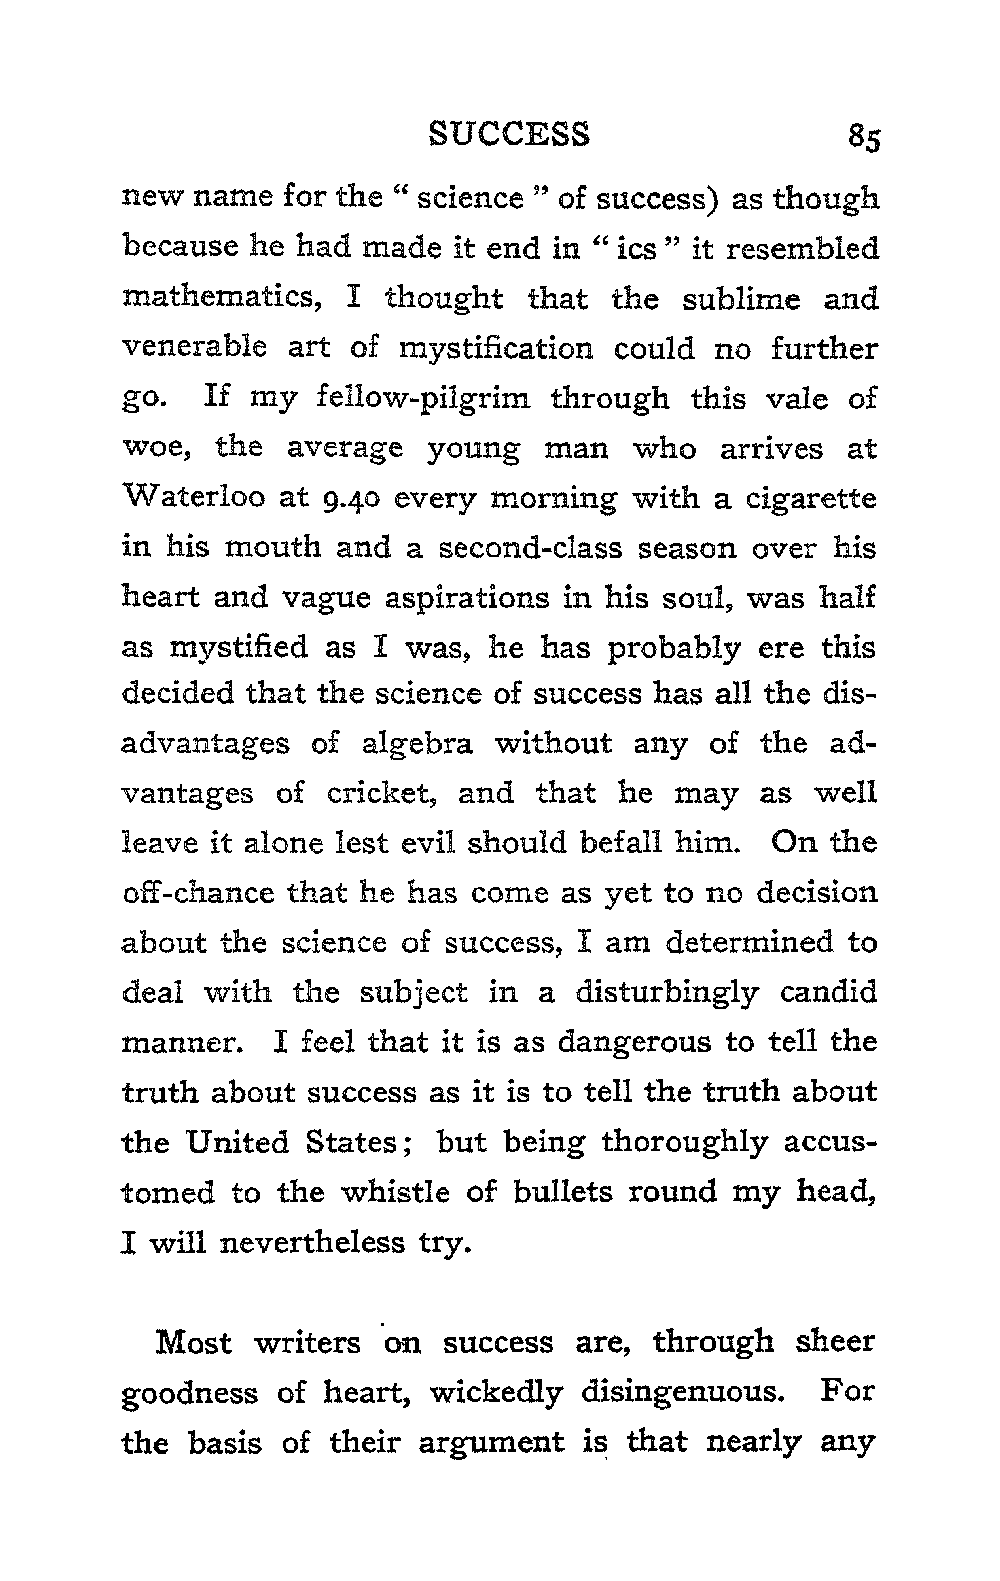 SUCCESS 85
new name for the “ science ” of success) as though
because he had made it end in “ ics ” it resembled
mathematics, I thought that the sublime and
venerable art of mystification could no further
go. If my fellow-pilgrim through this vale of
woe, the average young man who arrives at
Waterloo at 9.40 every morning with a cigarette
in his mouth and a second-class season over his
heart and vague aspirations in his soul, was half
as mystified as I was, he has probably ere this
decided that the science of success has all the dis-
advantages of algebra without any of the ad-
vantages of cricket, and that he may as well
leave it alone lest evil should befall him. On the
off-chance that he has come as yet to no decision
about the science of success, I am determined to
deal with the subject in a disturbingly candid
manner. I feel that it is as dangerous to tell the
truth about success as it is to tell the truth about
the United States; but being thoroughly accus-
tomed to the whistle of bullets round my head,
I will nevertheless try.
Most writers on success are, through sheer
goodness of heart, wickedly disingenuous. For
the basis of their argument is that nearly any